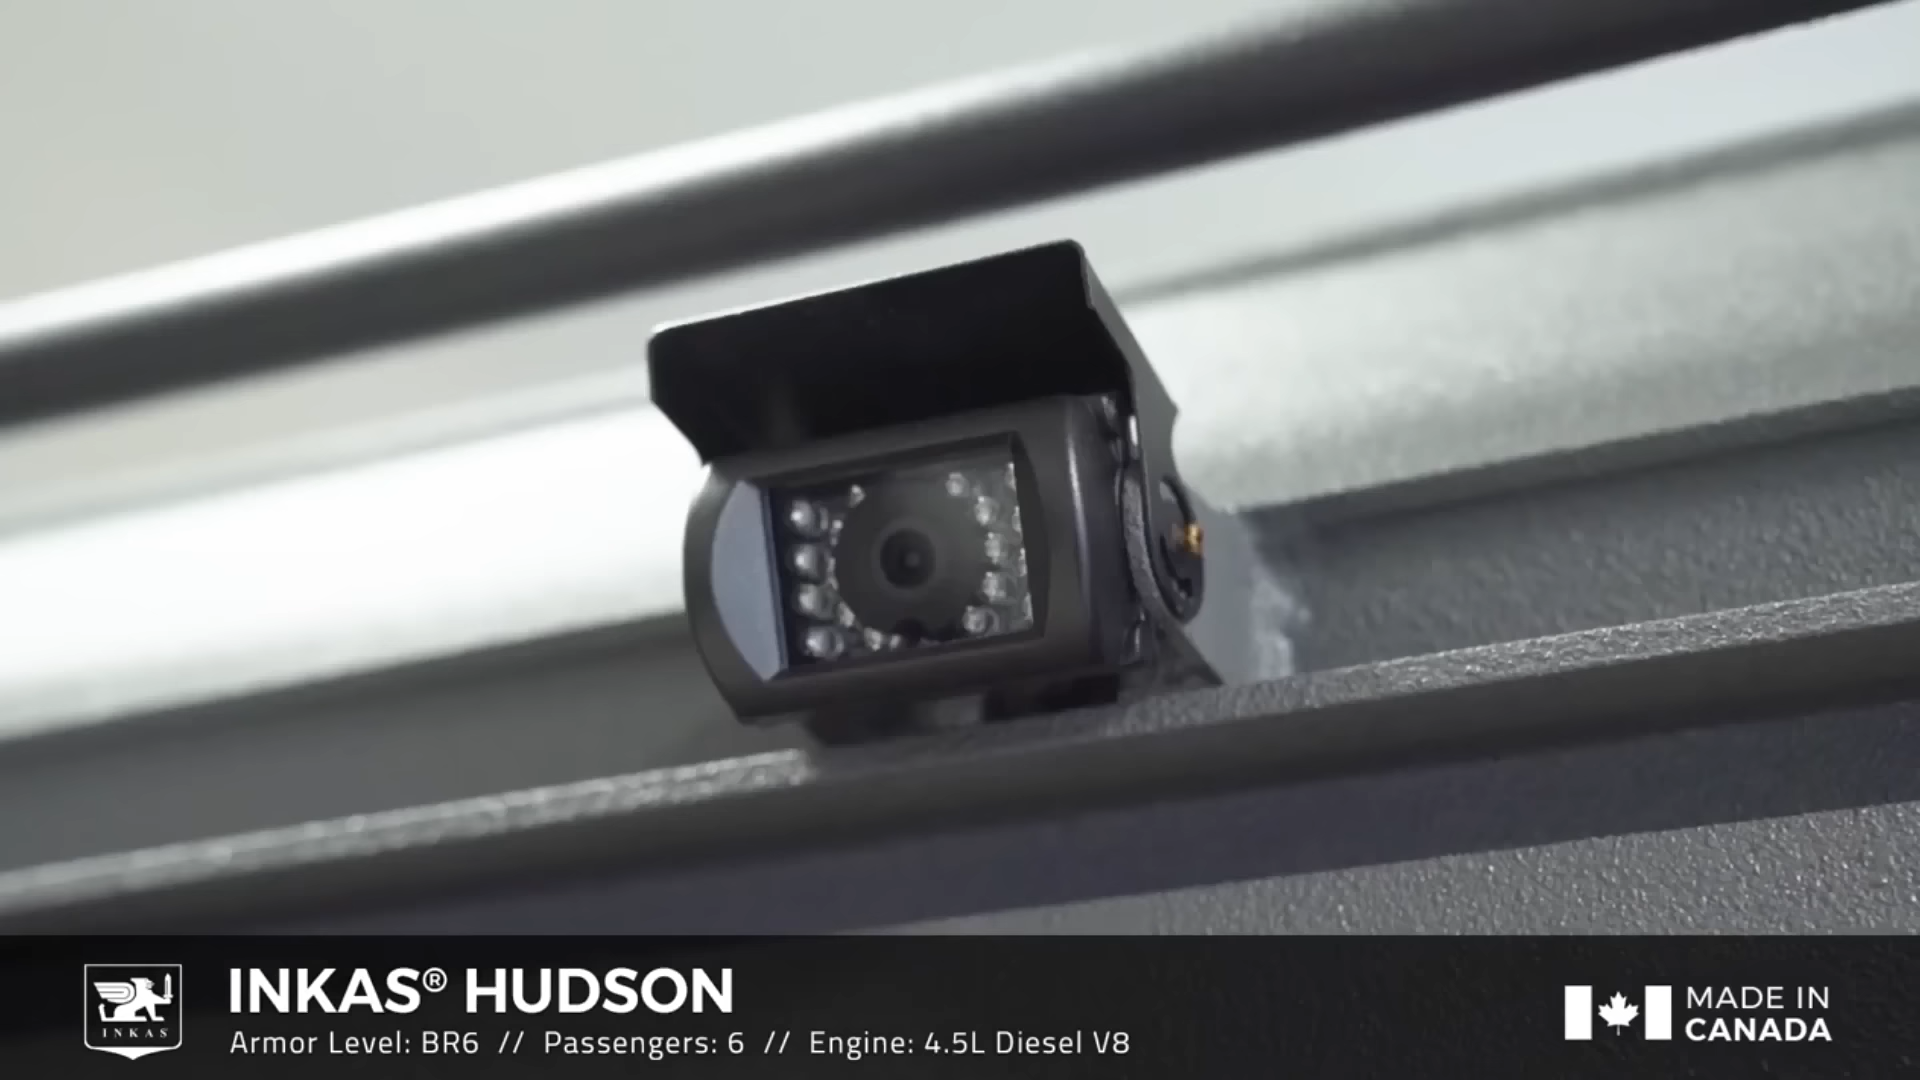 INKAS
INKAS® HUDSON
Armor Level: BR6 // Passengers: 6 // Engine: 4.5L Diesel V8
MADE IN
CANADA